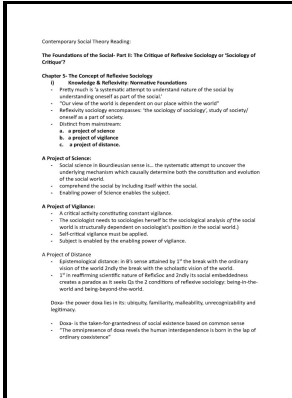 Contemporary Social Theory Reading:
The Foundations of the Social- Part II: The Critique of Reflexive Sociology or 'Sociology of
Critique'?
Chapter 5- The Concept of Reflexive Sociology
i) Knowledge & Reflexivity: Normative Foundations
- Pretty much is 'a systematic attempt to understand nature of the social by
understanding oneself as part of the social.'
- "Our view of the world is dependent on our place within the world"
- Reflexivity sociology encompasses: 'the sociology of sociology', study of society/
oneself as a part of society.
- Distinct from mainstream:
a. a project of science
b. a project of vigilance
c. a project of distance.
A Project of Science:
- Social science in Bourdieusean sense is... the systematic attempt to uncover the
underlying mechanism which causally determine both the constitution and evolution
of the social world.
- comprehend the social by including itself within the social.
- Enabling power of Science enables the subject.
A Project of Vigilance:
- A critical activity constituting constant vigilance.
- The sociologist needs to sociologies herself bc the sociological analysis of the social
world is structurally dependent on sociologist's position in the social world.)
- Self-critical vigilance must be applied.
- Subject is enabled by the enabling power of vigilance.
A Project of Distance
- Epistemological distance: in B's sense attained by 1st the break with the ordinary
vision of the world 2ndly the break with the scholastic vision of the world.
- 1st in reaffirming scientific nature of RefleSoc and 2ndly its social embeddedness
creates a paradox as it seeks the 2 conditions of reflexive sociology: being-in-the-
world and being-beyond-the-world.
Doxa- the power doxa lies in its: ubiquity, familiarity, malleability, unrecognizability and
legitimacy.
- Doxa- is the taken-for-grantedness of social existence based on common sense
- "The omnipresence of doxa revels the human interdependence is born in the lap of
ordinary coexistence"